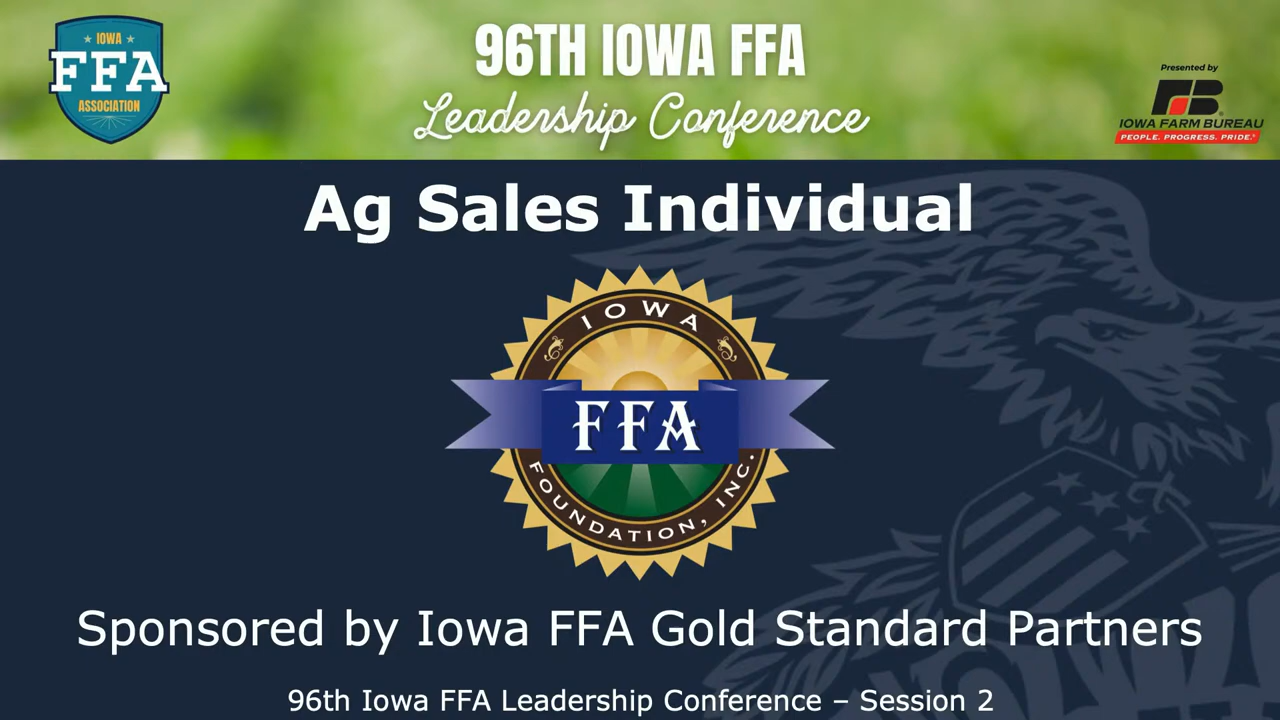 IOWA
FFA
ASSOCIATION
96TH IOWA FFA
Leadership Conference
Presented by
FB
IOWA FARM BUREAU
PEOPLE. PROGRESS. PRIDE.®
Ag Sales Individual
IOWA
FFA
FOUNDATION, INC.
Sponsored by Iowa FFA Gold Standard Partners
96th Iowa FFA Leadership Conference – Session 2